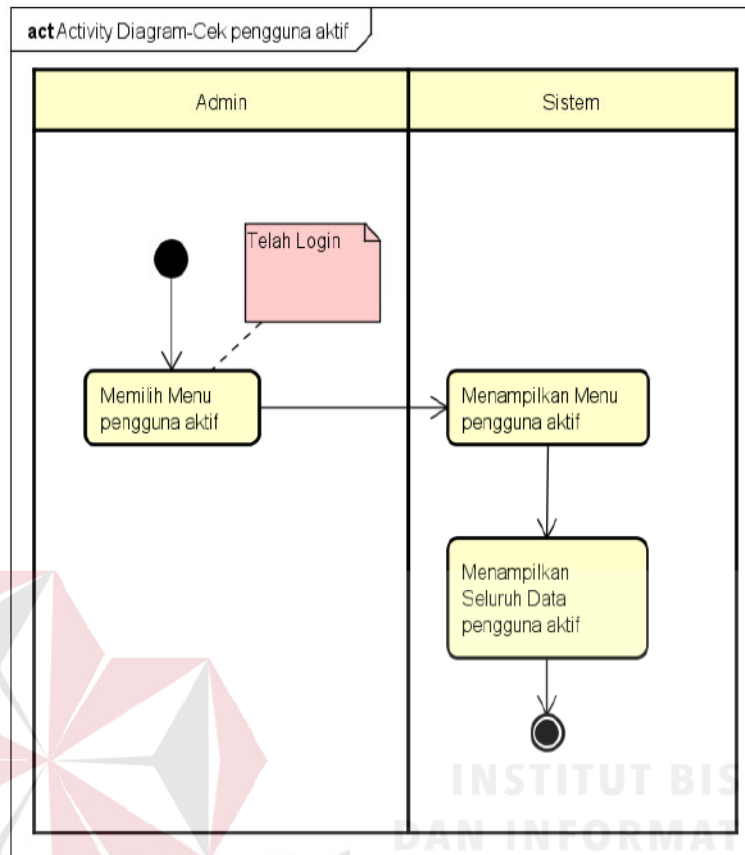 act Activity Diagram-Cek pengguna aktif
Admin
Sistem
Telah Login
Memilih Menu
pengguna aktif
Menampilkan Menu
pengguna aktif
Menampilkan
Seluruh Data
pengguna aktif
INSTITUT BIS
DAN INFORMAT